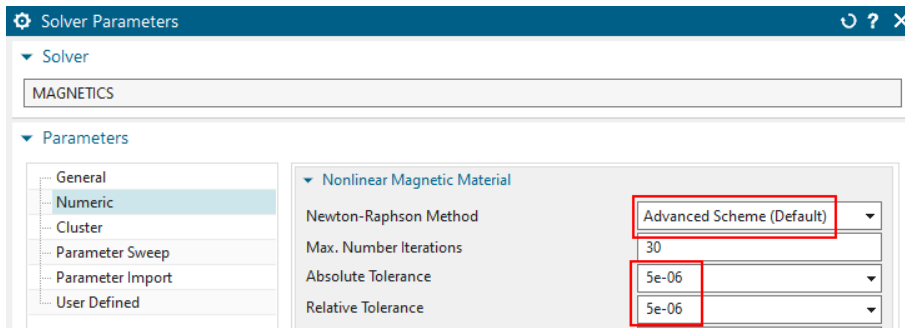 Solver Parameters
Solver
MAGNETICS
Parameters
General
Numeric
Cluster
Parameter Sweep
Parameter Import
User Defined
Nonlinear Magnetic Material
Newton-Raphson Method Advanced Scheme (Default)
Max. Number Iterations 30
Absolute Tolerance 5e-06
Relative Tolerance 5e-06